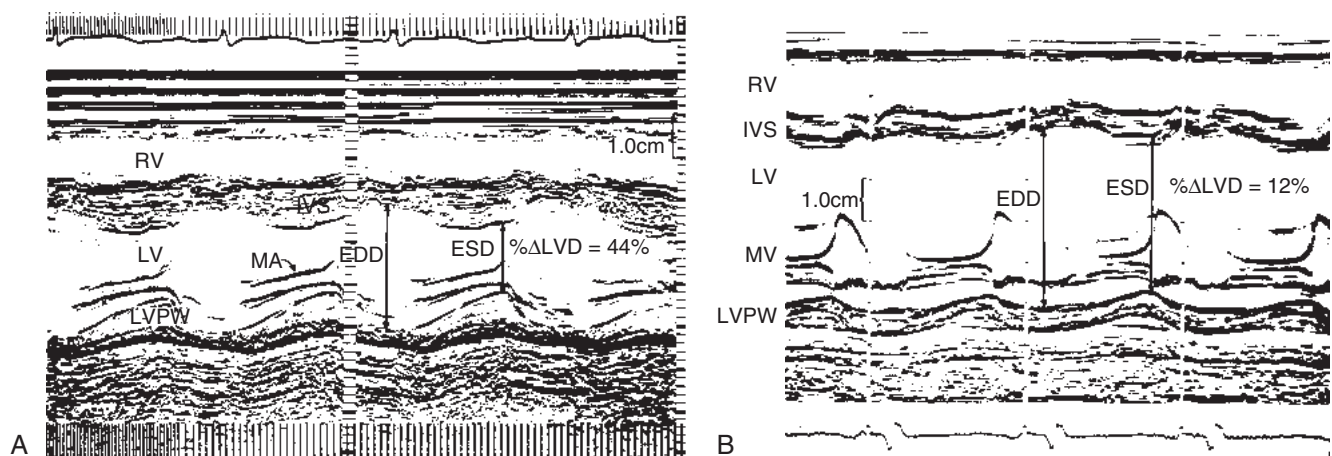 RV
IVS
LV
MA
EDD
ESD
%ΔLVD = 44%
LVPW
1.0cm
A
RV
IVS
LV
1.0cm
EDD
ESD
%ΔLVD = 12%
MV
LVPW
B